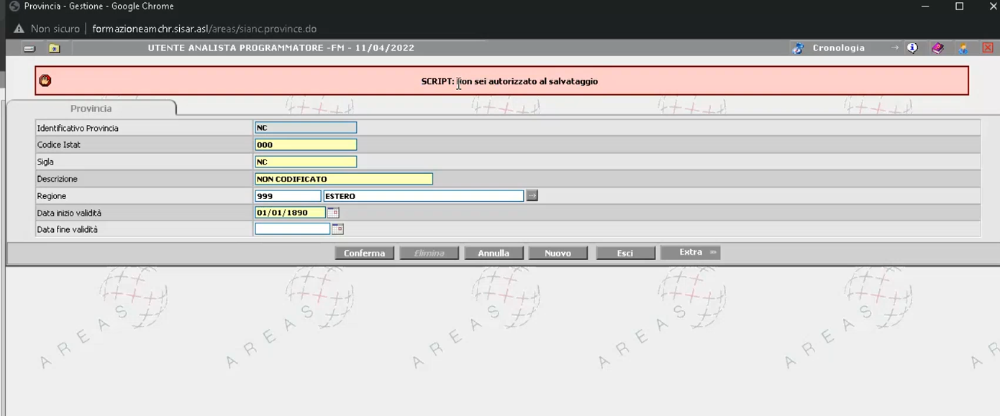 Provincia - Gestione - Google Chrome
Non sicuro | formazioneamchr.sisar.asl/areas/sianc.province.do
UTENTE ANALISTA PROGRAMMATORE -FM - 11/04/2022
Cronologia
SCRIPT: Non sei autorizzato al salvataggio
Provincia
Identificativo Provincia NC
Codice Istat 000
Sigla NC
Descrizione NON CODIFICATO
Regione 999 ESTERO
Data inizio validità 01/01/1890
Data fine validità
Conferma Elimina Annulla Nuovo Esci Extra
AREAS AREAS AREAS AREAS AREAS